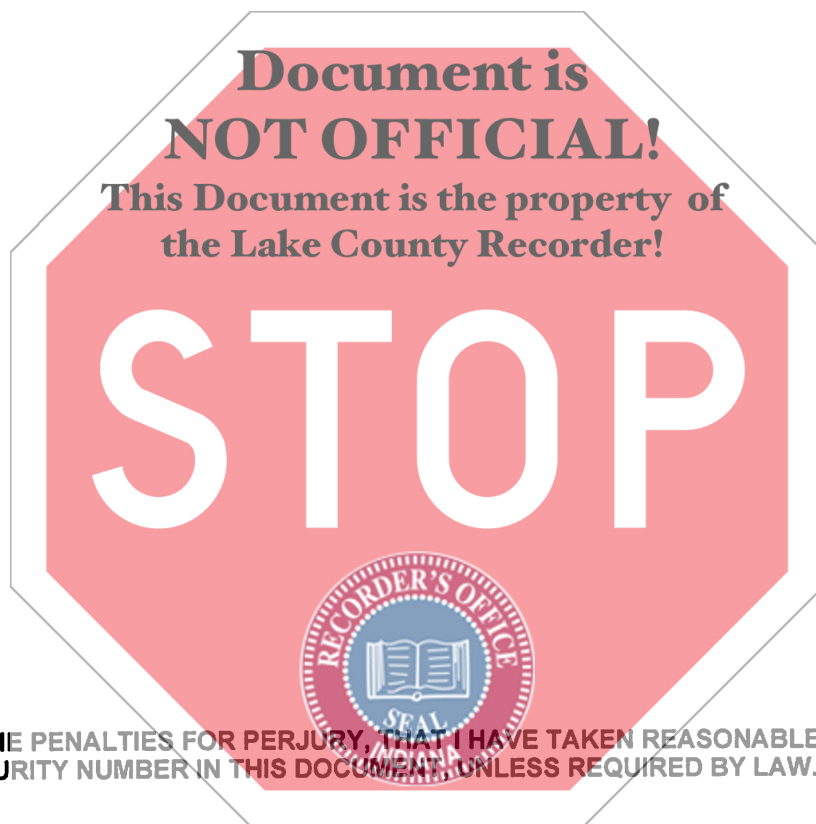 Document is
NOT OFFICIAL!
This Document is the property of
the Lake County Recorder!
STOP
RECORDER'S OFFICE
SEAL
INDIANA
E PENALTIES FOR PERJURY, THAT I HAVE TAKEN REASONABLE
URITY NUMBER IN THIS DOCUMENT, UNLESS REQUIRED BY LAW.